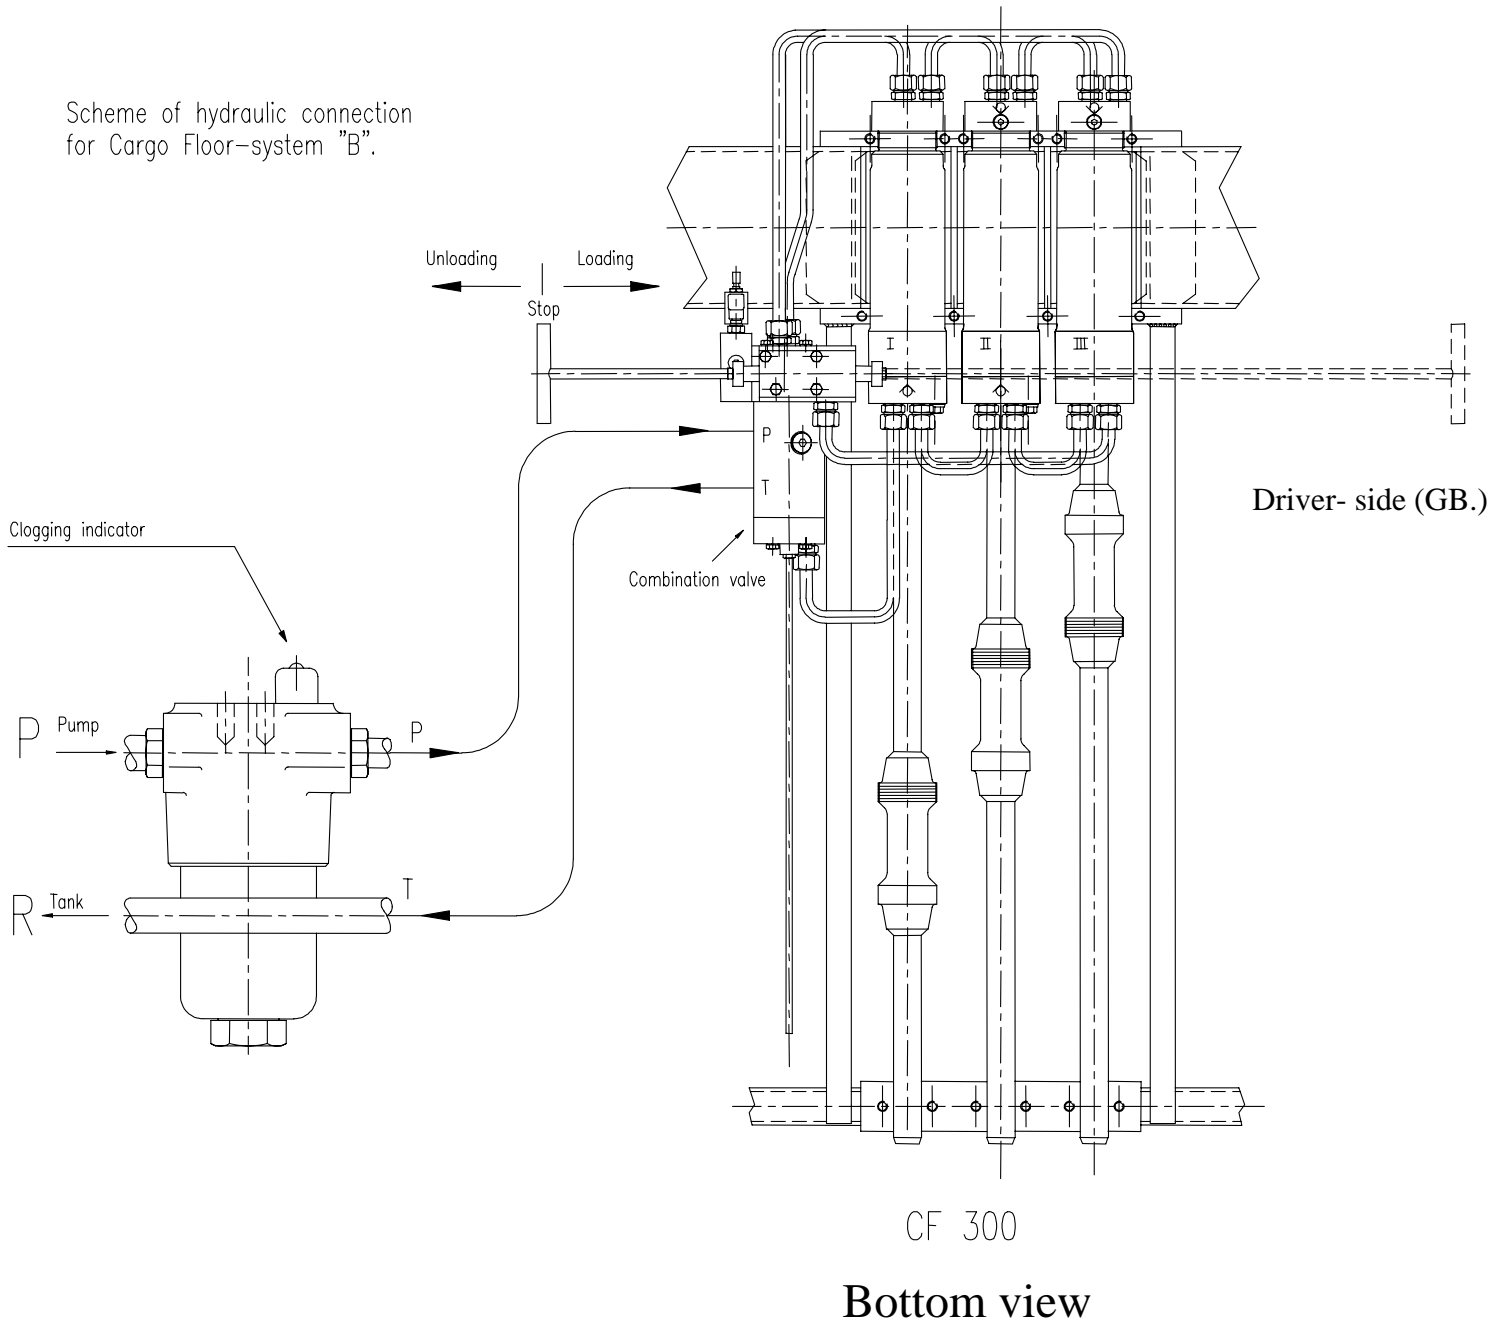 Scheme of hydraulic connection
for Cargo Floor-system "B".
Unloading
Loading
Stop
I
II
III
P
T
Driver- side (GB.)
Clogging indicator
Combination valve
P
Pump
P
R
Tank
T
CF 300
Bottom view